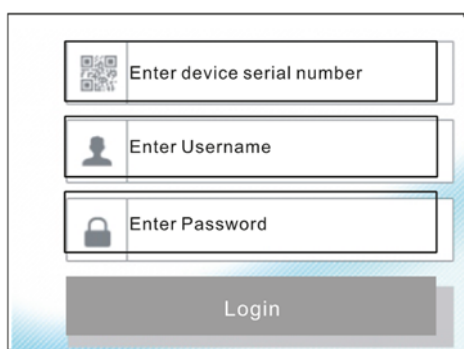 Enter device serial number
Enter Username
Enter Password
Login